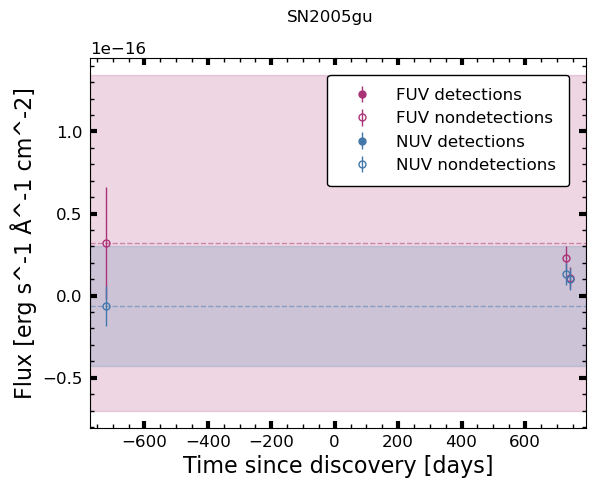 SN2005gu
1e−16
Flux [erg s^-1 Å^-1 cm^-2]
1.0
0.5
0.0
−0.5
FUV detections
FUV nondetections
NUV detections
NUV nondetections
−600 −400 −200 0 200 400 600
Time since discovery [days]